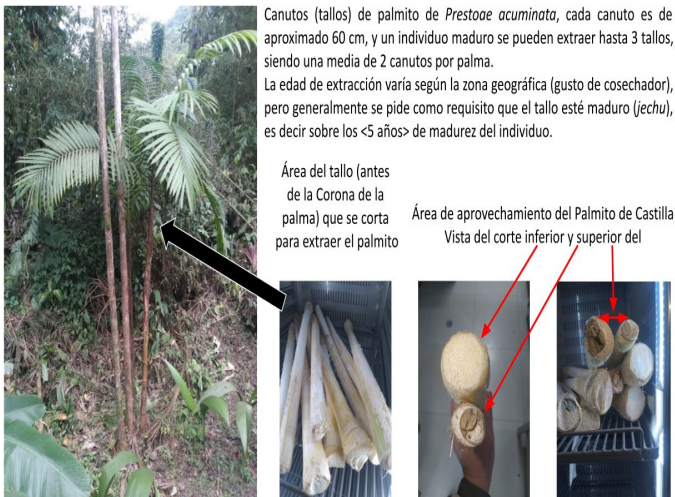 Canutos (tallos) de palmito de Prestoae acuminata, cada canuto es de
aproximado 60 cm, y un individuo maduro se pueden extraer hasta 3 tallos,
siendo una media de 2 canutos por palma.
La edad de extracción varía según la zona geográfica (gusto de cosechador),
pero generalmente se pide como requisito que el tallo esté maduro (jechu),
es decir sobre los <5 años> de madurez del individuo.
Área del tallo (antes
de la Corona de la
palma) que se corta
para extraer el palmito
Área de aprovechamiento del Palmito de Castilla
Vista del corte inferior y superior del